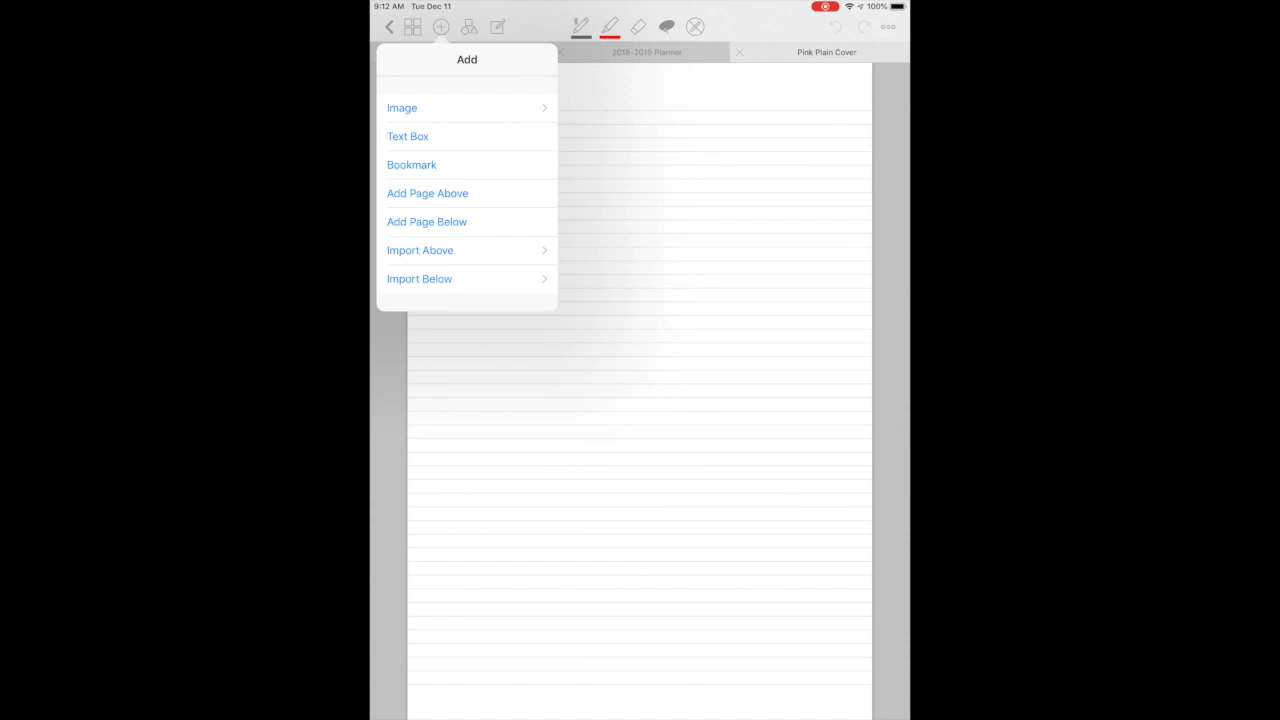 9:12 AM Tue Dec 11
100%
2018-2019 Planner
Pink Plain Cover
Add
Image
Text Box
Bookmark
Add Page Above
Add Page Below
Import Above
Import Below